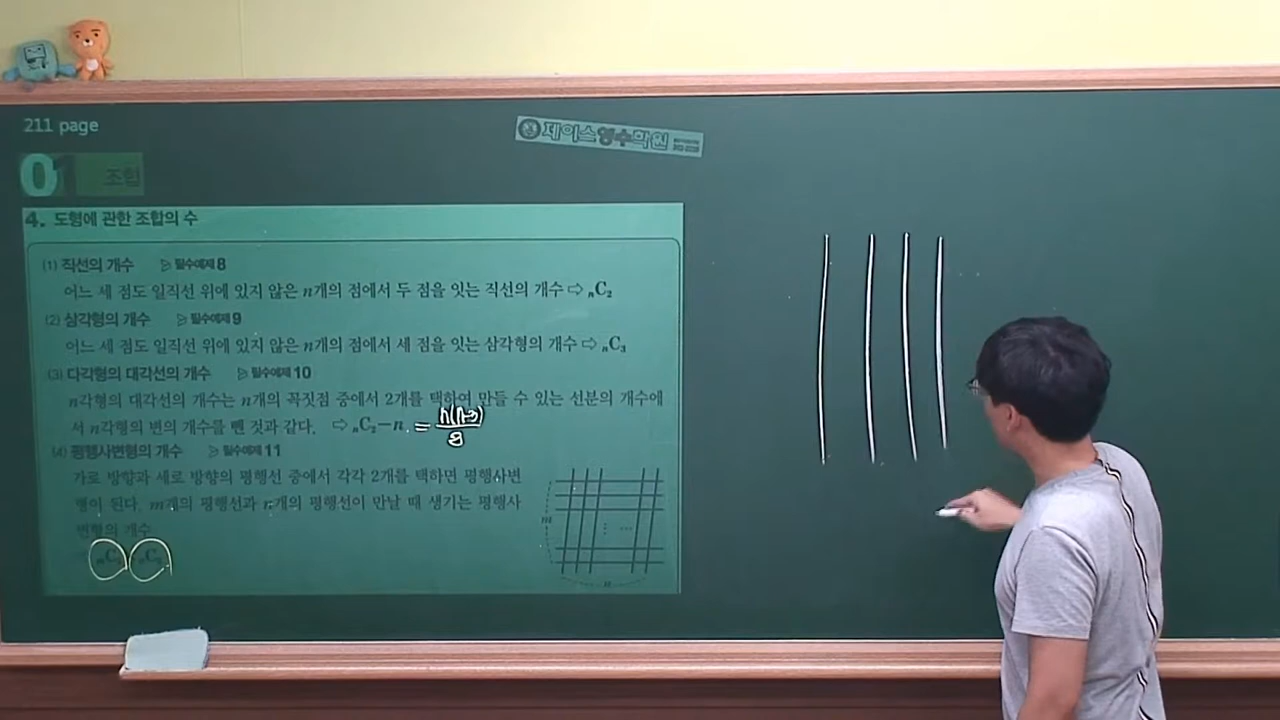 211 page
제이스영수학원
01 조합
4. 도형에 관한 조합의 수
(1) 직선의 개수 ▷ 필수예제 8
어느 세 점도 일직선 위에 있지 않은 n개의 점에서 두 점을 잇는 직선의 개수 ⇨ ₙC₂
(2) 삼각형의 개수 ▷ 필수예제 9
어느 세 점도 일직선 위에 있지 않은 n개의 점에서 세 점을 잇는 삼각형의 개수 ⇨ ₙC₃
(3) 다각형의 대각선의 개수 ▷ 필수예제 10
n각형의 대각선의 개수는 n개의 꼭짓점 중에서 2개를 택하여 만들 수 있는 선분의 개수에
서 n각형의 변의 개수를 뺀 것과 같다. ⇨ ₙC₂-n = n(n-3)/2
(4) 평행사변형의 개수 ▷ 필수예제 11
가로 방향과 세로 방향의 평행선 중에서 각각 2개를 택하면 평행사변
형이 된다. m개의 평행선과 n개의 평행선이 만날 때 생기는 평행사
변형의 개수
m
n